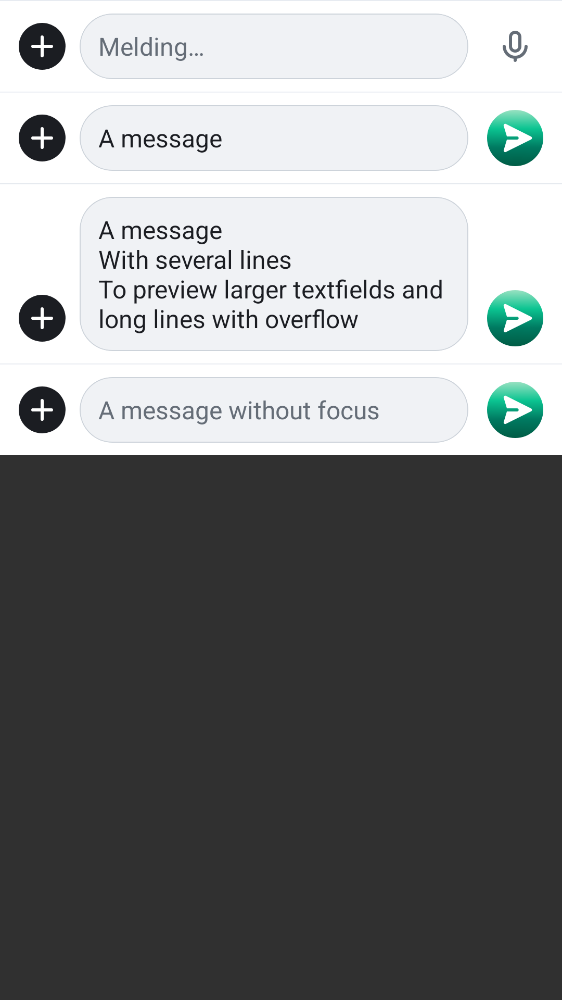 Melding…
A message
A message
With several lines
To preview larger textfields and
long lines with overflow
A message without focus